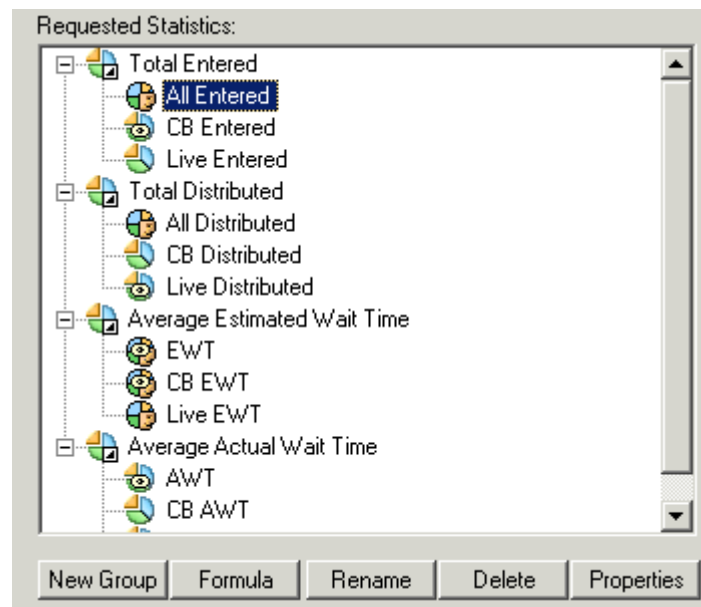 Requested Statistics:
Total Entered
All Entered
CB Entered
Live Entered
Total Distributed
All Distributed
CB Distributed
Live Distributed
Average Estimated Wait Time
EWT
CB EWT
Live EWT
Average Actual Wait Time
AWT
CB AWT
New Group Formula Rename Delete Properties